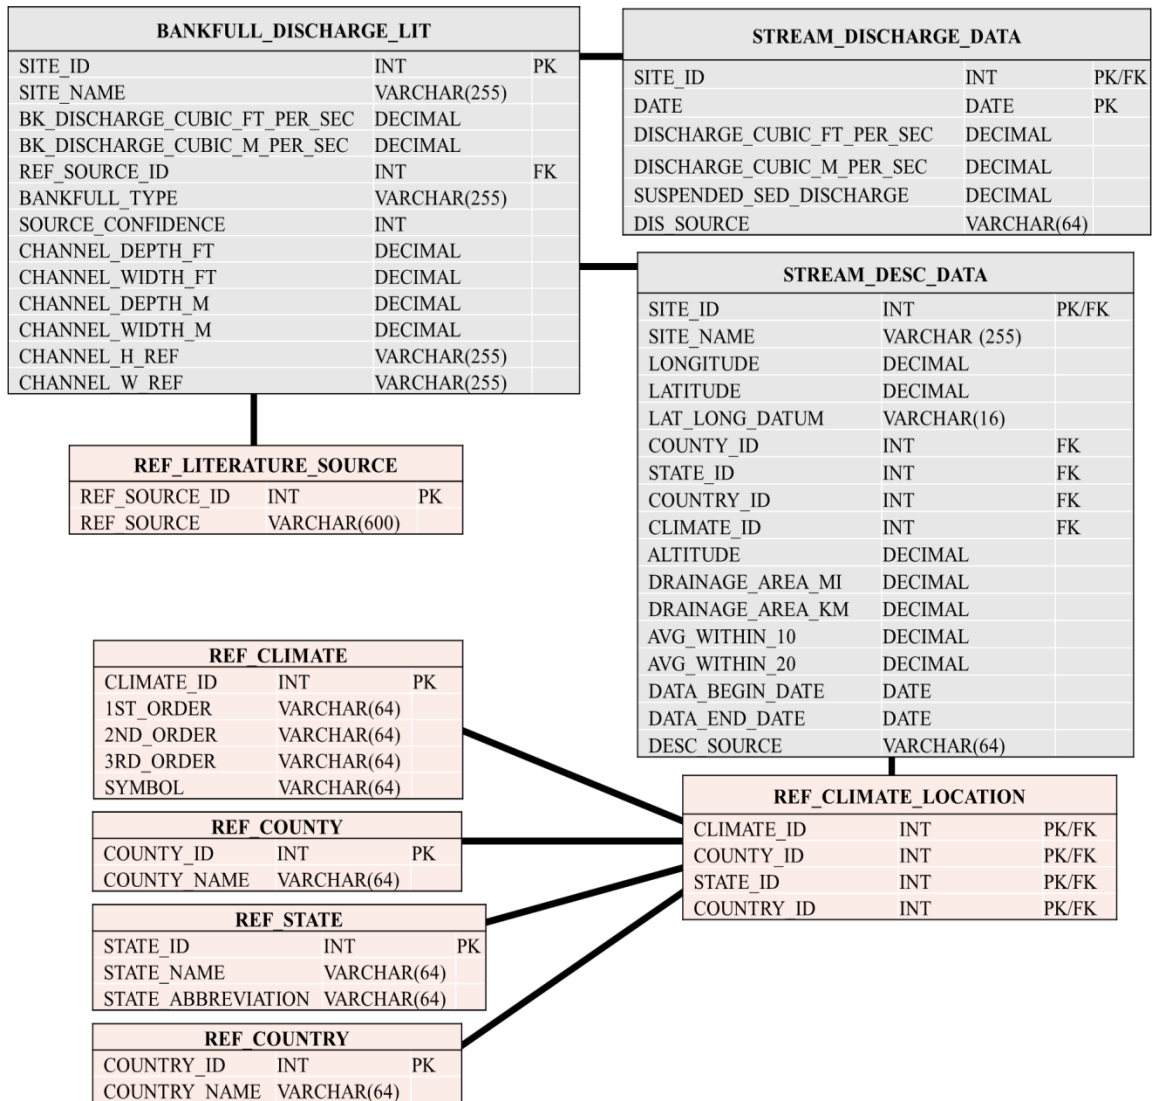 BANKFULL_DISCHARGE_LIT
SITE_ID INT PK
SITE_NAME VARCHAR(255)
BK_DISCHARGE_CUBIC_FT_PER_SEC DECIMAL
BK_DISCHARGE_CUBIC_M_PER_SEC DECIMAL
REF_SOURCE_ID INT FK
BANKFULL_TYPE VARCHAR(255)
SOURCE_CONFIDENCE INT
CHANNEL_DEPTH_FT DECIMAL
CHANNEL_WIDTH_FT DECIMAL
CHANNEL_DEPTH_M DECIMAL
CHANNEL_WIDTH_M DECIMAL
CHANNEL_H_REF VARCHAR(255)
CHANNEL_W_REF VARCHAR(255)
STREAM_DISCHARGE_DATA
SITE_ID INT PK/FK
DATE DATE PK
DISCHARGE_CUBIC_FT_PER_SEC DECIMAL
DISCHARGE_CUBIC_M_PER_SEC DECIMAL
SUSPENDED_SED_DISCHARGE DECIMAL
DIS_SOURCE VARCHAR(64)
STREAM_DESC_DATA
SITE_ID INT PK/FK
SITE_NAME VARCHAR (255)
LONGITUDE DECIMAL
LATITUDE DECIMAL
LAT_LONG_DATUM VARCHAR(16)
COUNTY_ID INT FK
STATE_ID INT FK
COUNTRY_ID INT FK
CLIMATE_ID INT FK
ALTITUDE DECIMAL
DRAINAGE_AREA_MI DECIMAL
DRAINAGE_AREA_KM DECIMAL
AVG_WITHIN_10 DECIMAL
AVG_WITHIN_20 DECIMAL
DATA_BEGIN_DATE DATE
DATA_END_DATE DATE
DESC_SOURCE VARCHAR(64)
REF_LITERATURE_SOURCE
REF_SOURCE_ID INT PK
REF_SOURCE VARCHAR(600)
REF_CLIMATE
CLIMATE_ID INT PK
1ST_ORDER VARCHAR(64)
2ND_ORDER VARCHAR(64)
3RD_ORDER VARCHAR(64)
SYMBOL VARCHAR(64)
REF_COUNTY
COUNTY_ID INT PK
COUNTY_NAME VARCHAR(64)
REF_STATE
STATE_ID INT PK
STATE_NAME VARCHAR(64)
STATE_ABBREVIATION VARCHAR(64)
REF_COUNTRY
COUNTRY_ID INT PK
COUNTRY_NAME VARCHAR(64)
REF_CLIMATE_LOCATION
CLIMATE_ID INT PK/FK
COUNTY_ID INT PK/FK
STATE_ID INT PK/FK
COUNTRY_ID INT PK/FK